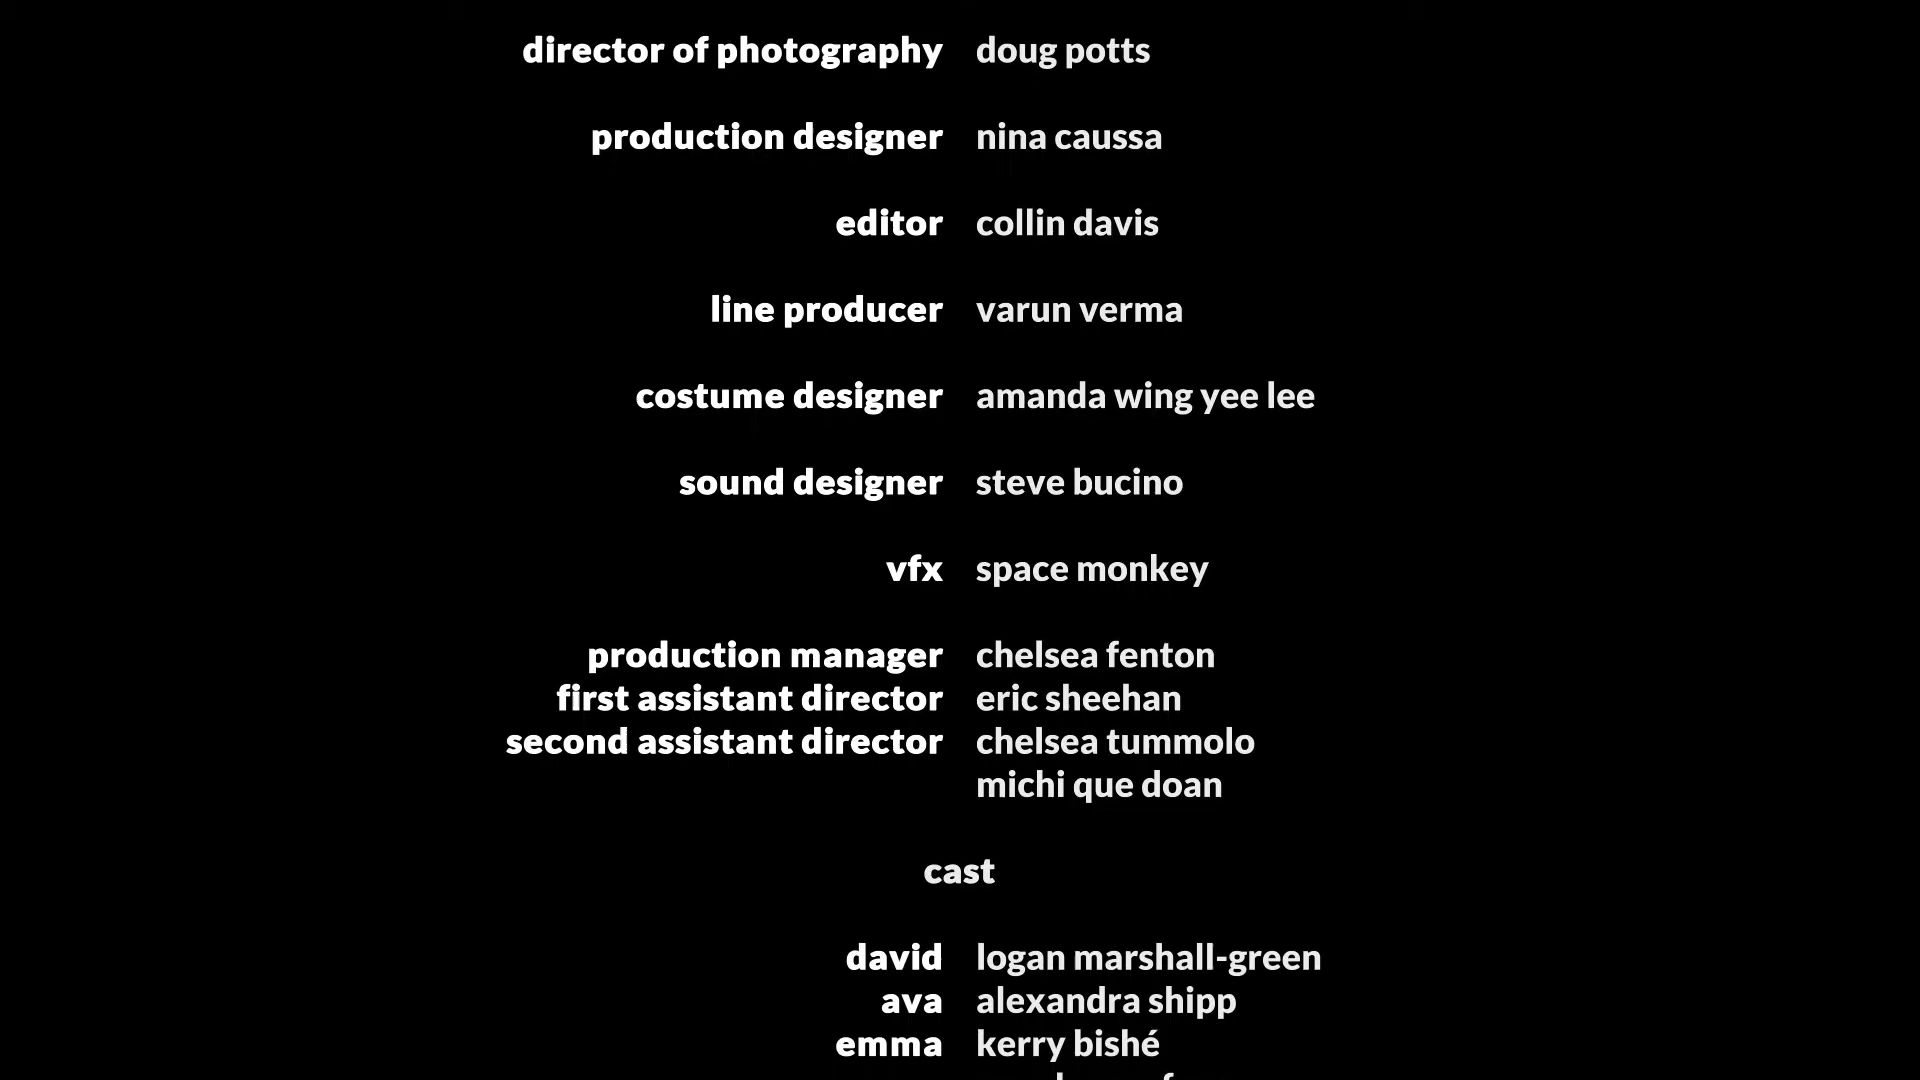 director of photography doug potts
production designer nina caussa
editor collin davis
line producer varun verma
costume designer amanda wing yee lee
sound designer steve bucino
vfx space monkey
production manager chelsea fenton
first assistant director eric sheehan
second assistant director chelsea tummolo
michi que doan
cast
david logan marshall-green
ava alexandra shipp
emma kerry bishé